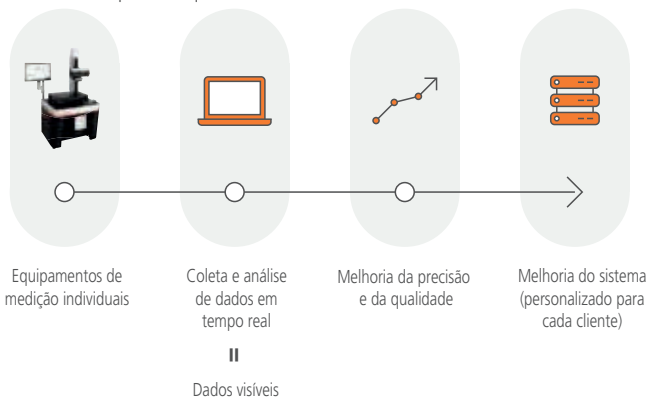 Equipamentos de
medição individuais
Coleta e análise
de dados em
tempo real
=
Dados visíveis
Melhoria da precisão
e da qualidade
Melhoria do sistema
(personalizado para
cada cliente)